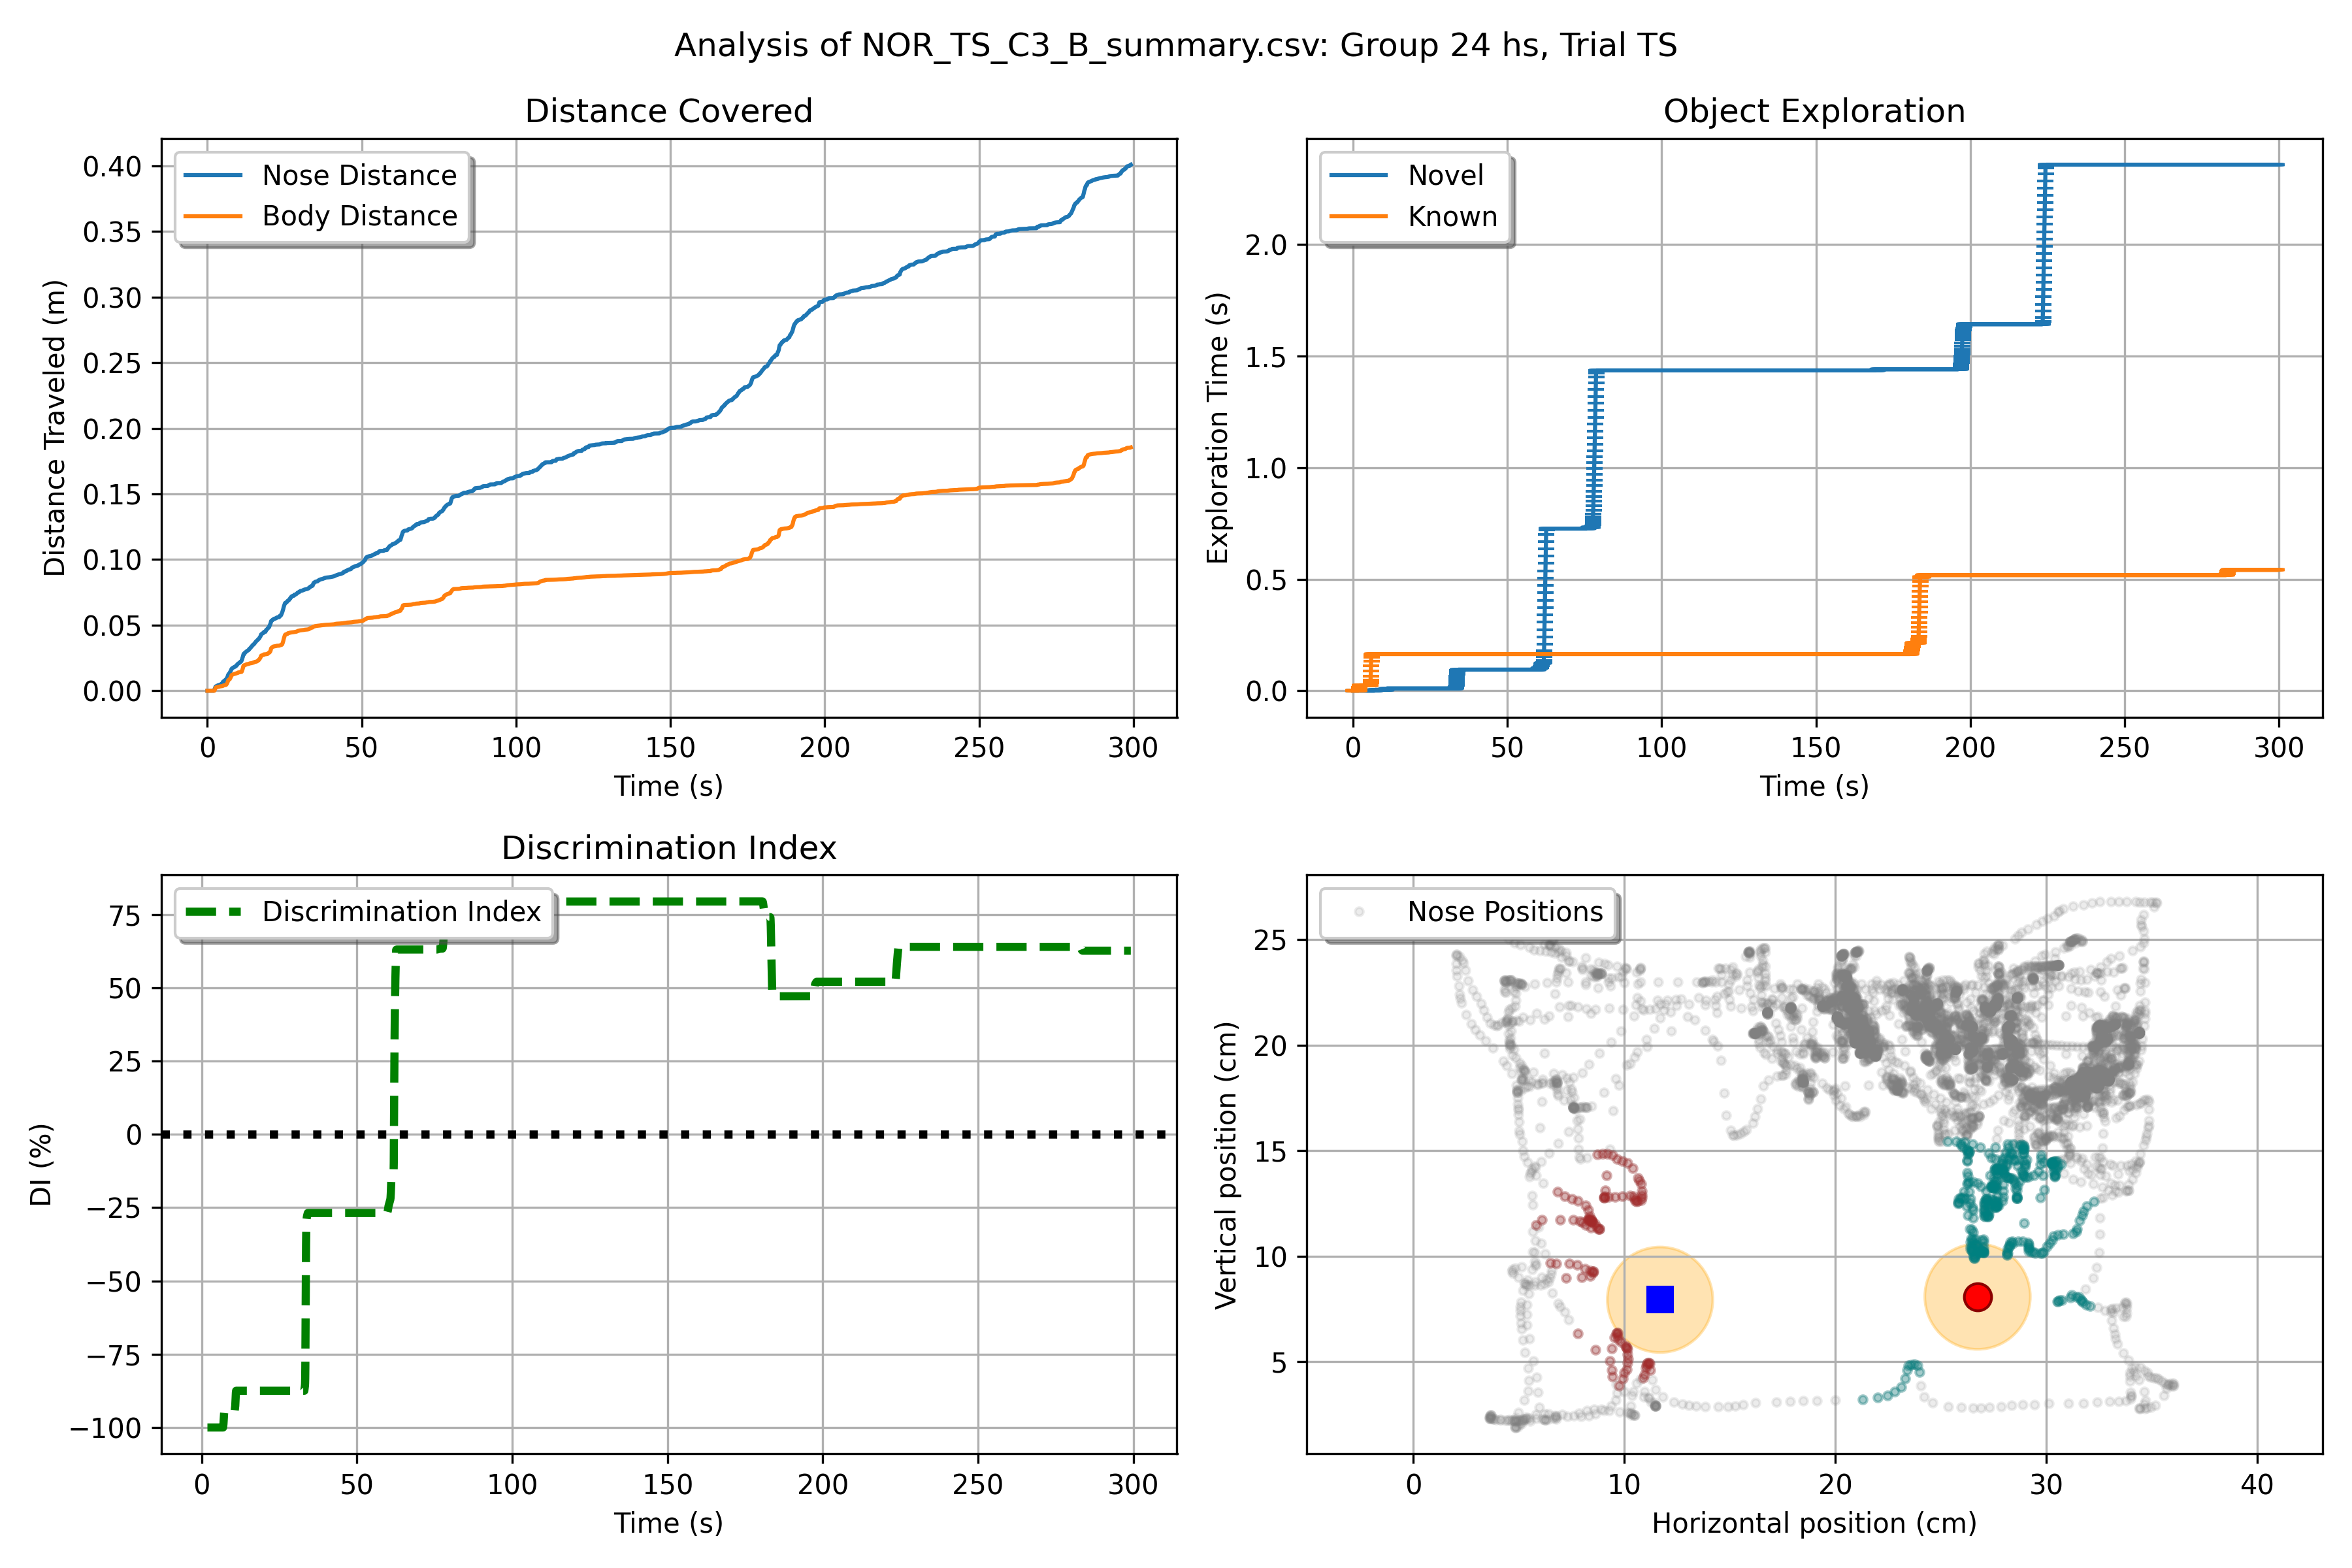 Analysis of NOR_TS_C3_B_summary.csv: Group 24 hs, Trial TS
Distance Covered
Nose Distance
Body Distance
Distance Traveled (m)
0.40
0.35
0.30
0.25
0.20
0.15
0.10
0.05
0.00
0 50 100 150 200 250 300
Time (s)
Object Exploration
Novel
Known
Exploration Time (s)
2.0
1.5
1.0
0.5
0.0
0 50 100 150 200 250 300
Time (s)
Discrimination Index
Discrimination Index
DI (%)
75
50
25
0
−25
−50
−75
−100
0 50 100 150 200 250 300
Time (s)
Nose Positions
Vertical position (cm)
25
20
15
10
5
0 10 20 30 40
Horizontal position (cm)